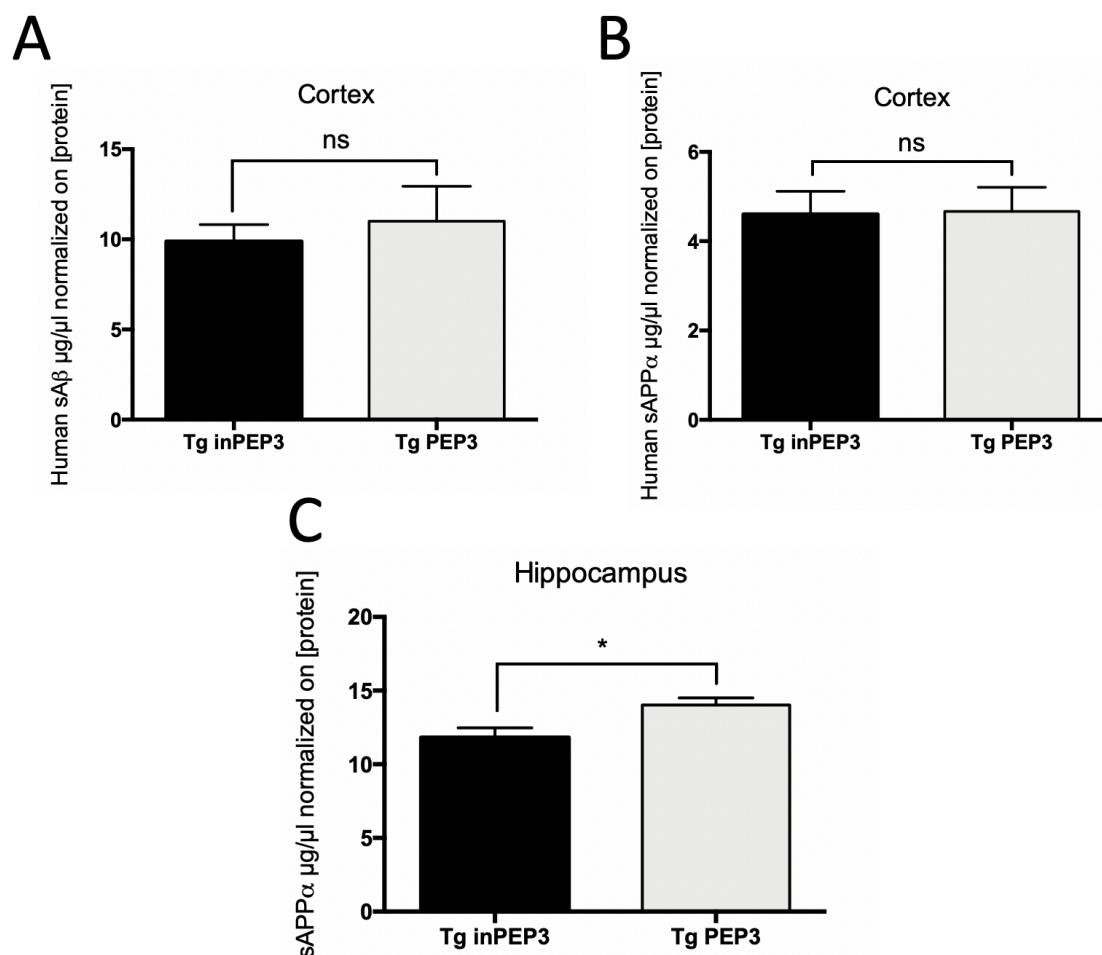 A
Cortex
ns
Human sAβ µg/µl normalized on [protein]
15
10
5
0
Tg inPEP3
Tg PEP3
B
Cortex
ns
Human sAPPα µg/µl normalized on [protein]
6
4
2
0
Tg inPEP3
Tg PEP3
C
Hippocampus
*
sAPPα µg/µl normalized on [protein]
20
15
10
5
0
Tg inPEP3
Tg PEP3